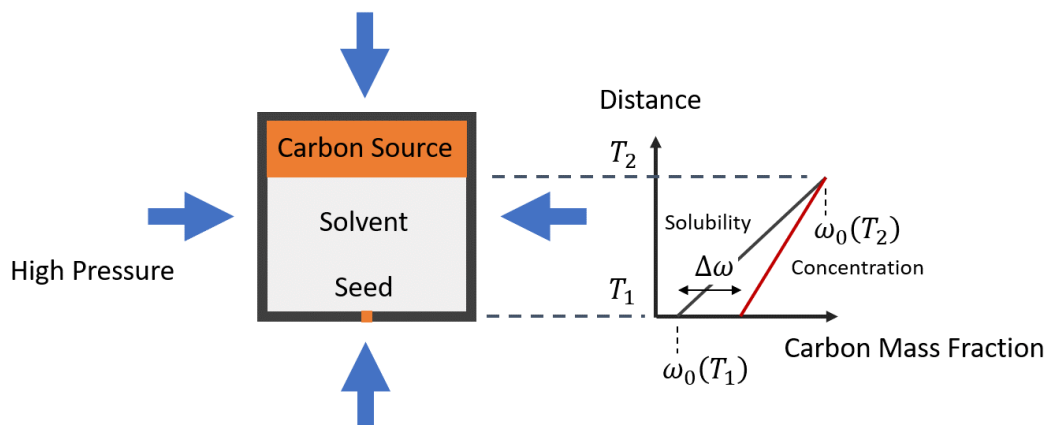 Distance
Carbon Source
T₂
Solubility
Solvent
ω₀(T₂)
High Pressure
Δω
Concentration
Seed
T₁
Carbon Mass Fraction
ω₀(T₁)